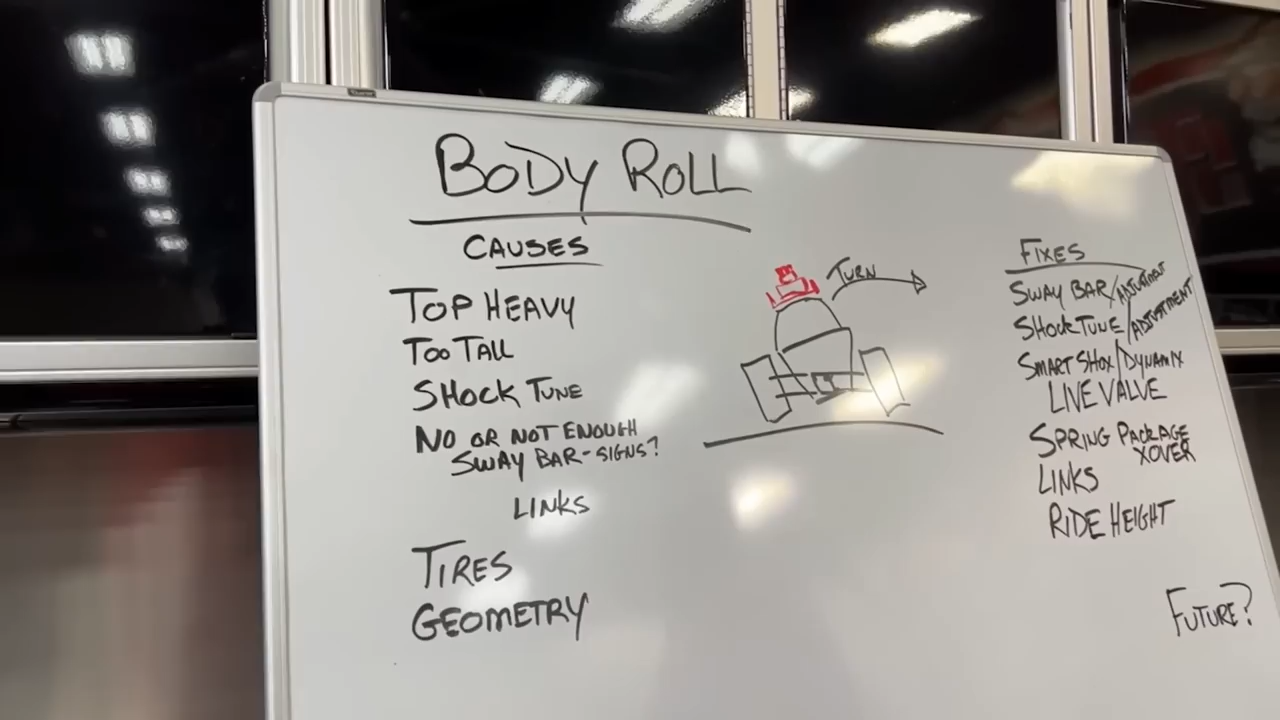 BODY ROLL
CAUSES
TOP HEAVY
TOO TALL
SHOCK TUNE
NO OR NOT ENOUGH
SWAY BAR-SIGNS?
LINKS
TIRES
GEOMETRY
TURN
FIXES
SWAY BAR/ADJUSTMENT
SHOCK TUNE/ADJUSTMENT
SMART SHOX/DYNAMIX
LIVE VALVE
SPRING PACKAGE
XOVER
LINKS
RIDE HEIGHT
FUTURE?